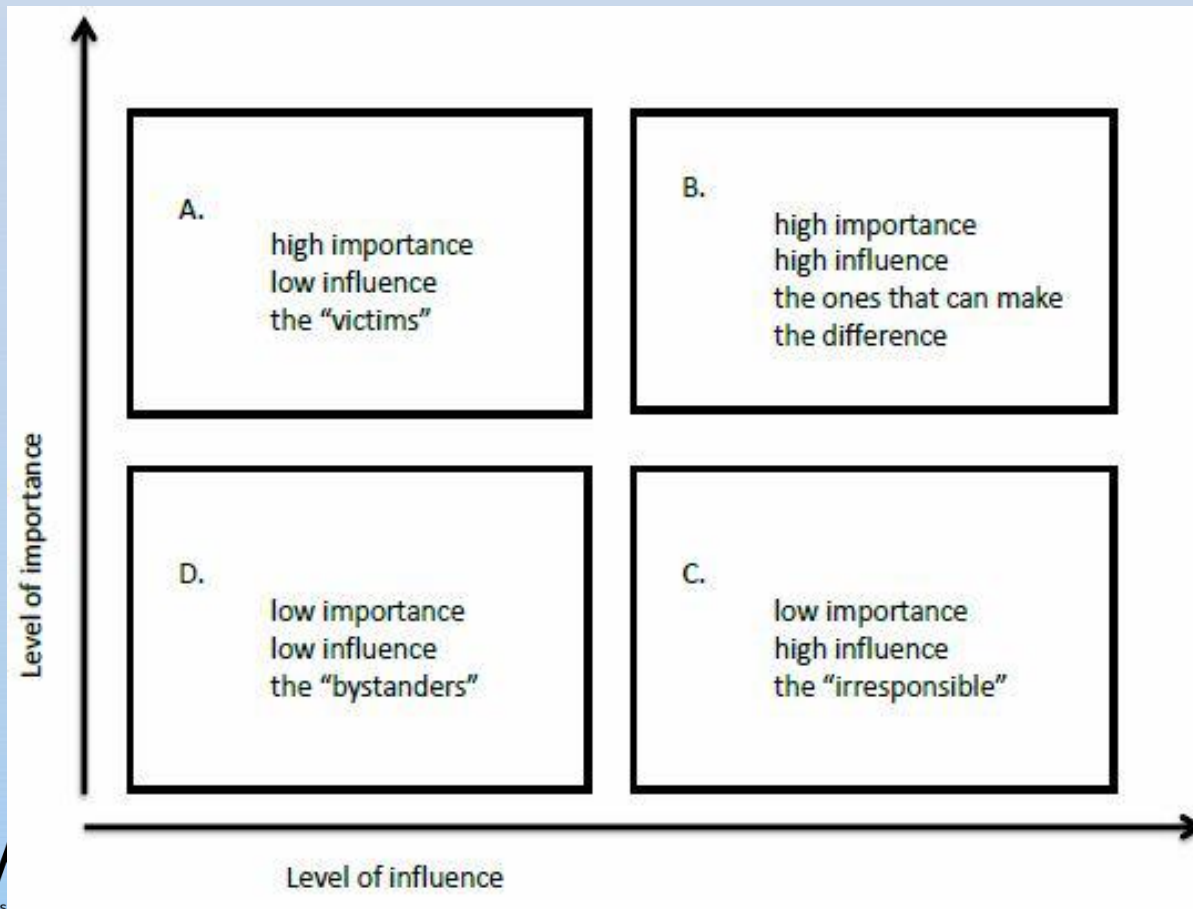 A.
high importance
low influence
the “victims”
B.
high importance
high influence
the ones that can make
the difference
D.
low importance
low influence
the “bystanders”
C.
low importance
high influence
the “irresponsible”
Level of importance
Level of influence
s